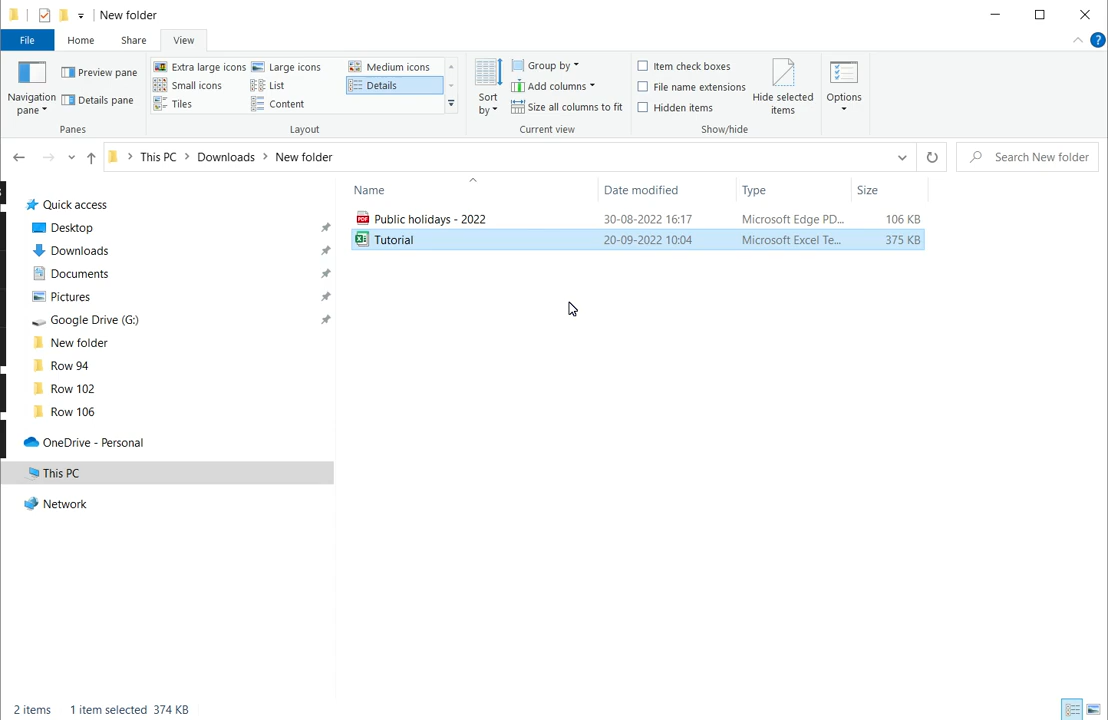 New folder
File Home Share View
Navigation pane
Preview pane
Details pane
Panes
Extra large icons Large icons Medium icons
Small icons List Details
Tiles Content
Layout
Sort by
Group by
Add columns
Size all columns to fit
Current view
Item check boxes
File name extensions
Hidden items
Hide selected items
Show/hide
Options
This PC > Downloads > New folder
Search New folder
Quick access
Desktop
Downloads
Documents
Pictures
Google Drive (G:)
New folder
Row 94
Row 102
Row 106
OneDrive - Personal
This PC
Network
Name Date modified Type Size
Public holidays - 2022 30-08-2022 16:17 Microsoft Edge PD... 106 KB
Tutorial 20-09-2022 10:04 Microsoft Excel Te... 375 KB
2 items 1 item selected 374 KB